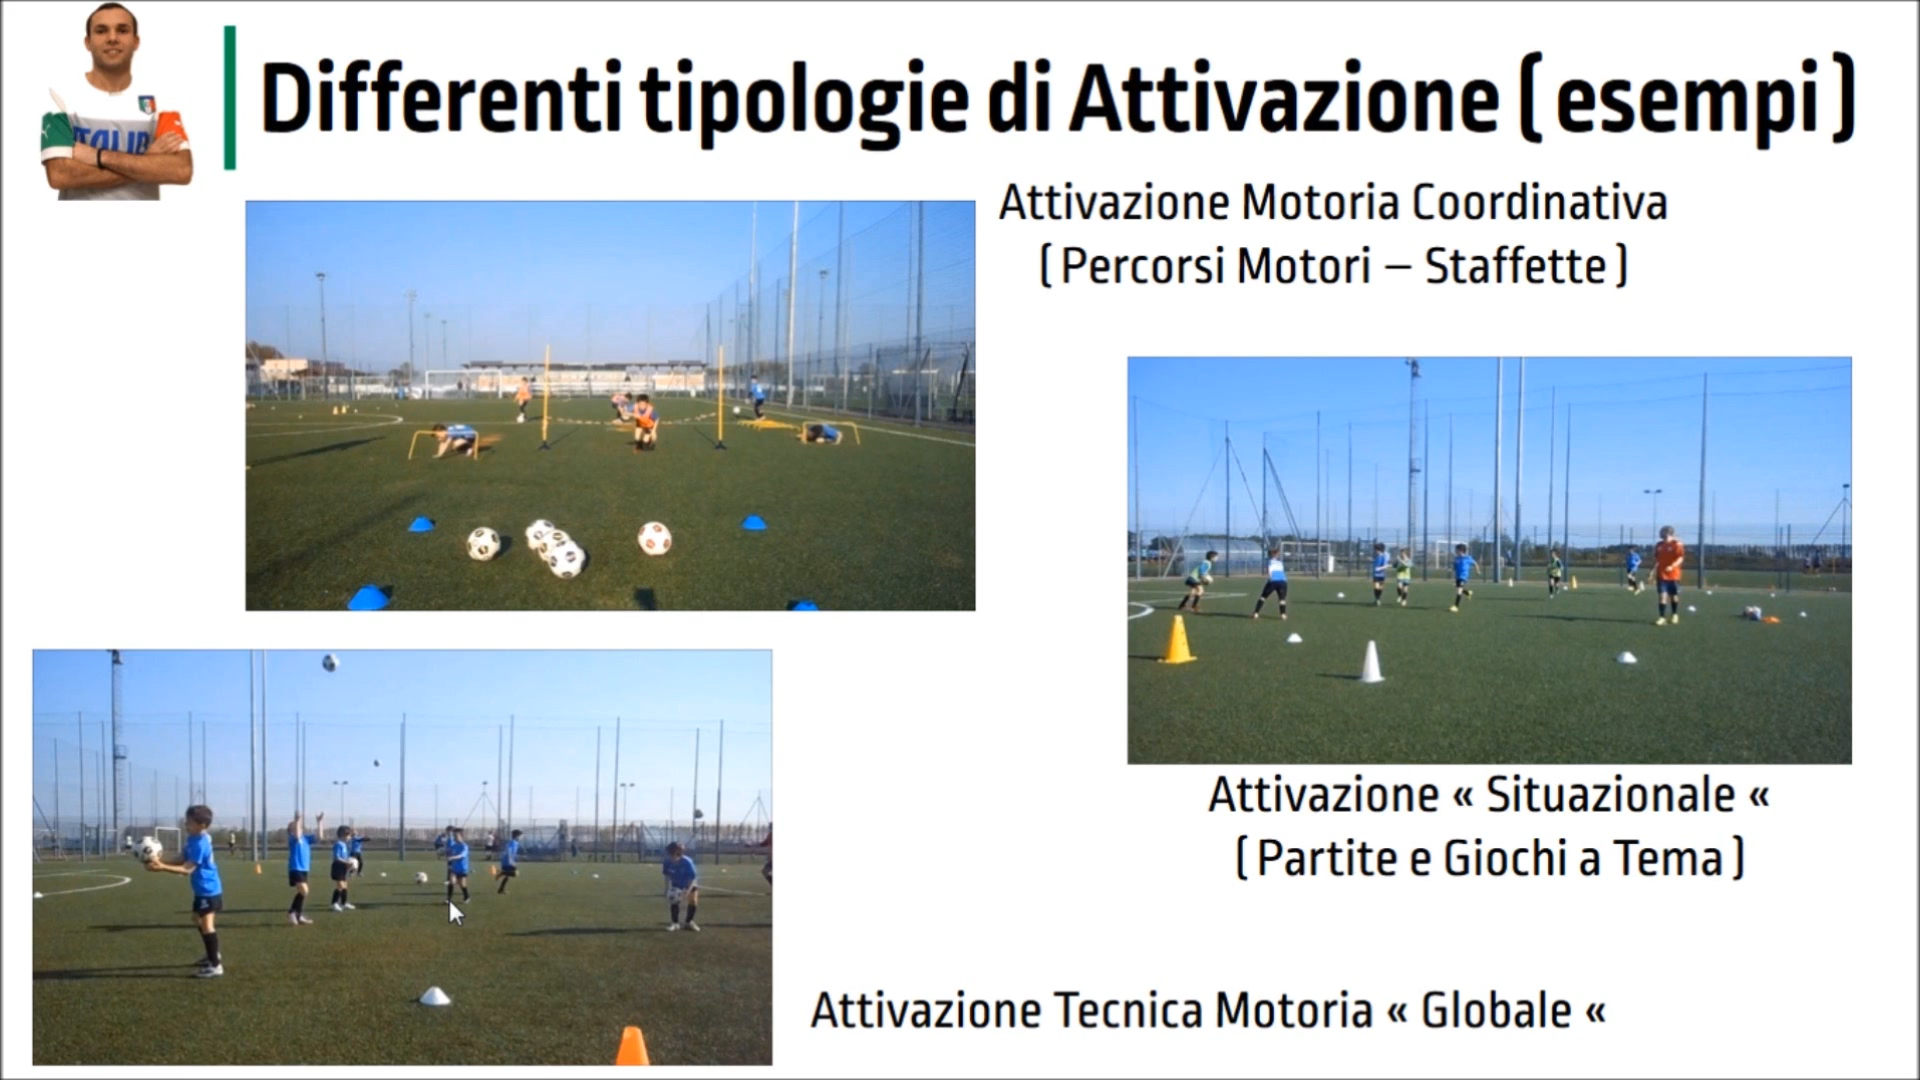 Differenti tipologie di Attivazione ( esempi )
Attivazione Motoria Coordinativa
( Percorsi Motori – Staffette )
Attivazione « Situazionale «
( Partite e Giochi a Tema )
Attivazione Tecnica Motoria « Globale «